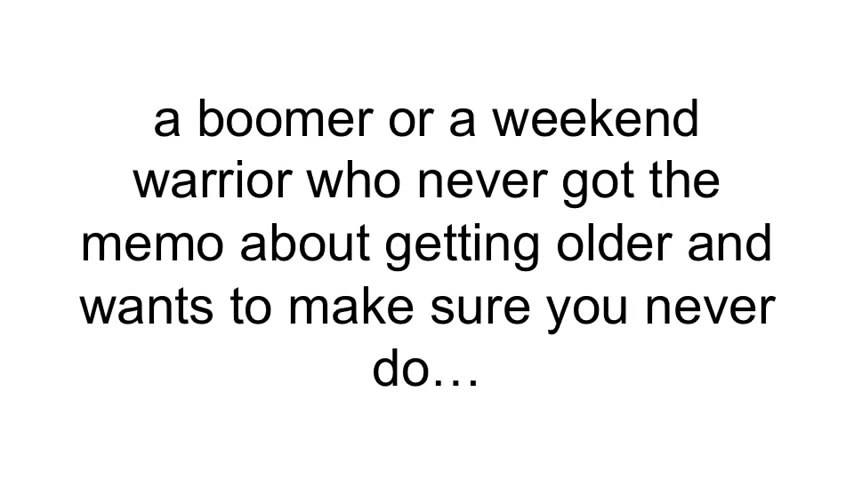 a boomer or a weekend
warrior who never got the
memo about getting older and
wants to make sure you never
do…